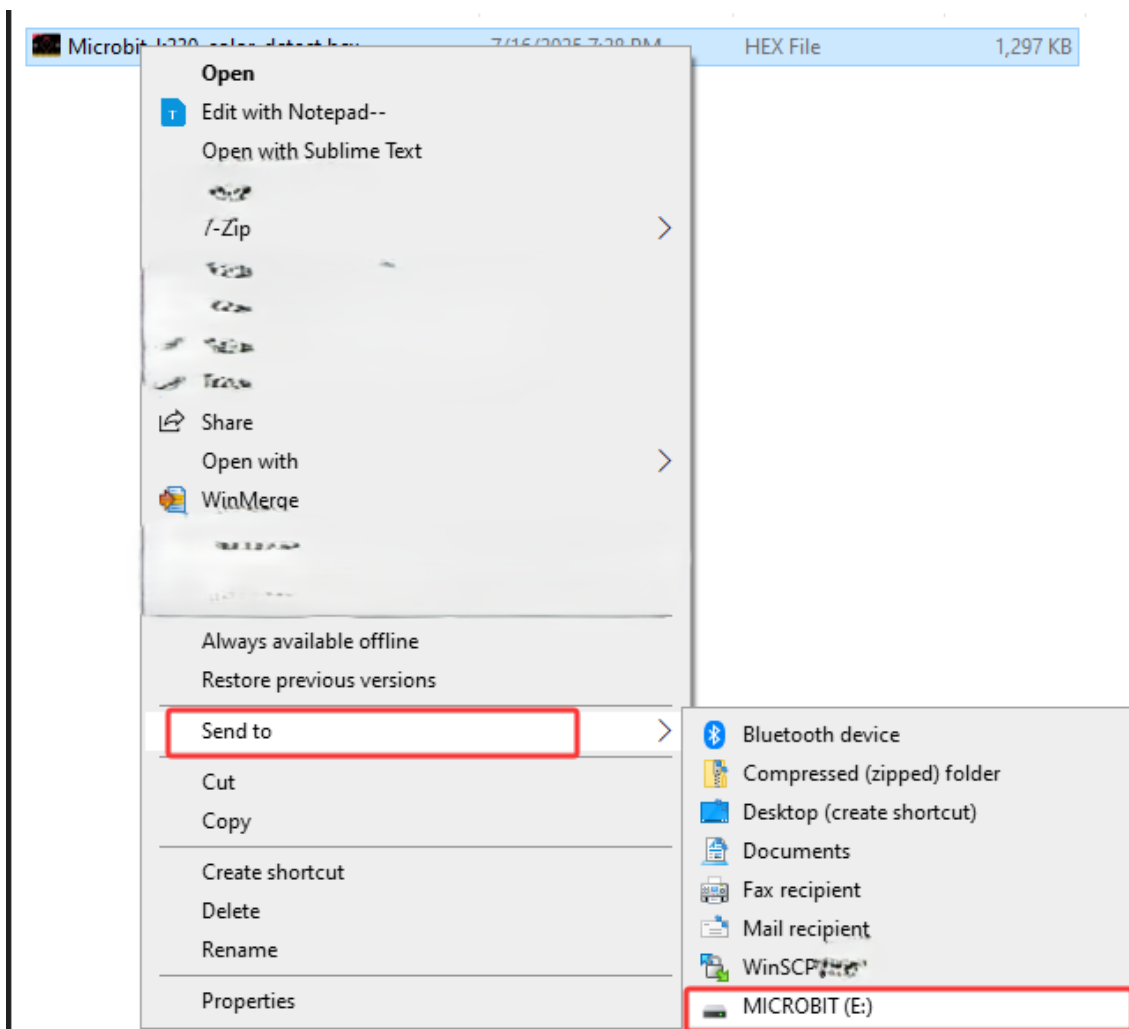 Microbit
HEX File
1,297 KB
Open
Edit with Notepad--
Open with Sublime Text
-Zip
Share
Open with
WinMerge
Always available offline
Restore previous versions
Send to
Cut
Copy
Create shortcut
Delete
Rename
Properties
Bluetooth device
Compressed (zipped) folder
Desktop (create shortcut)
Documents
Fax recipient
Mail recipient
WinSCP
MICROBIT (E:)